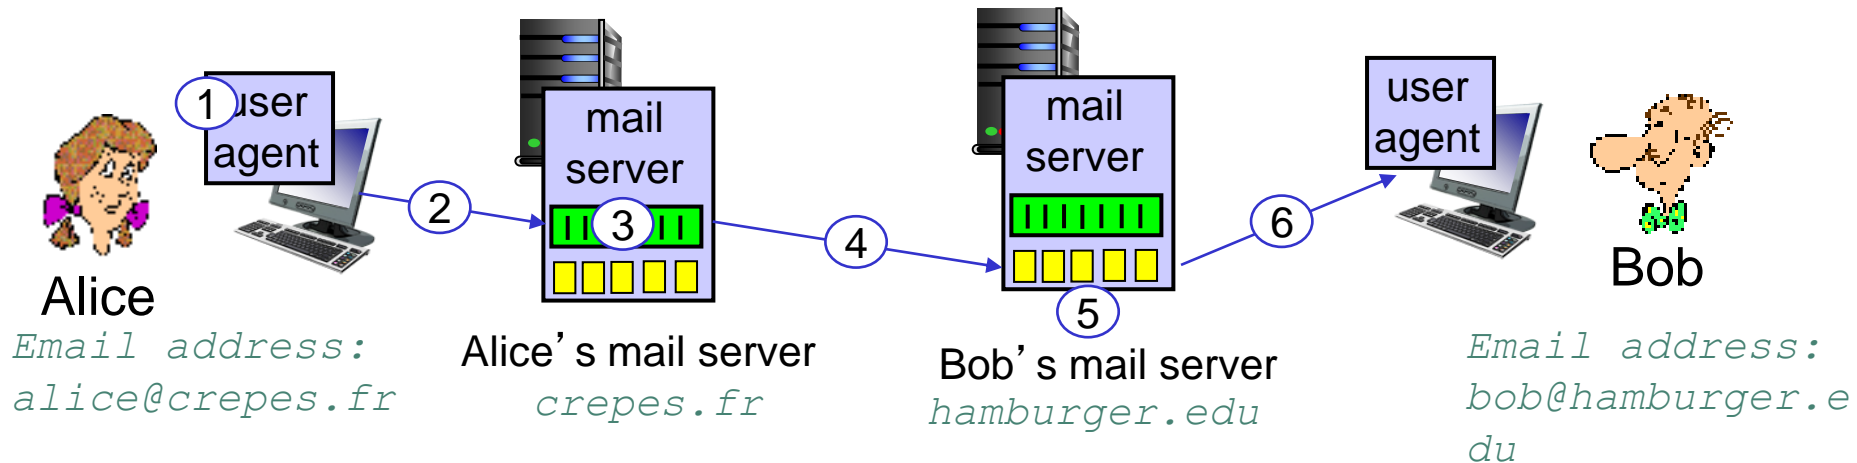 1
user
agent
2
mail
server
3
4
mail
server
5
6
user
agent
Alice
Email address:
alice@crepes.fr
Alice’s mail server
crepes.fr
Bob’s mail server
hamburger.edu
Bob
Email address:
bob@hamburger.e
du